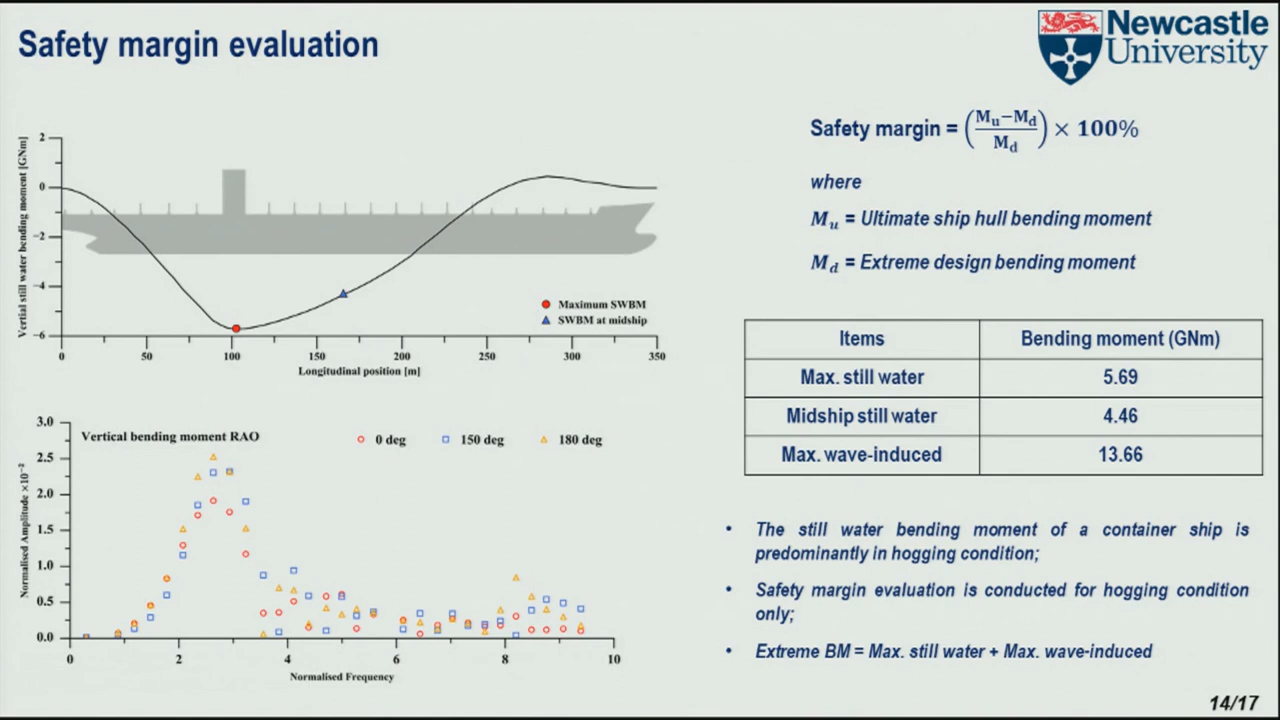 Safety margin evaluation
Newcastle
University
2
0
−2
−4
−6
Vertial still water bending moment [GNm]
Maximum SWBM
SWBM at midship
0 50 100 150 200 250 300 350
Longitudinal position [m]
3.0
2.5
2.0
1.5
1.0
0.5
0.0
Normalised Amplitude ×10⁻²
Vertical bending moment RAO
0 deg 150 deg 180 deg
0 2 4 6 8 10
Normalised Frequency
Safety margin = (Mᵤ−M_d / M_d) × 100%
where
Mᵤ = Ultimate ship hull bending moment
M_d = Extreme design bending moment
Items Bending moment (GNm)
Max. still water 5.69
Midship still water 4.46
Max. wave-induced 13.66
• The still water bending moment of a container ship is
predominantly in hogging condition;
• Safety margin evaluation is conducted for hogging condition
only;
• Extreme BM = Max. still water + Max. wave-induced
14/17